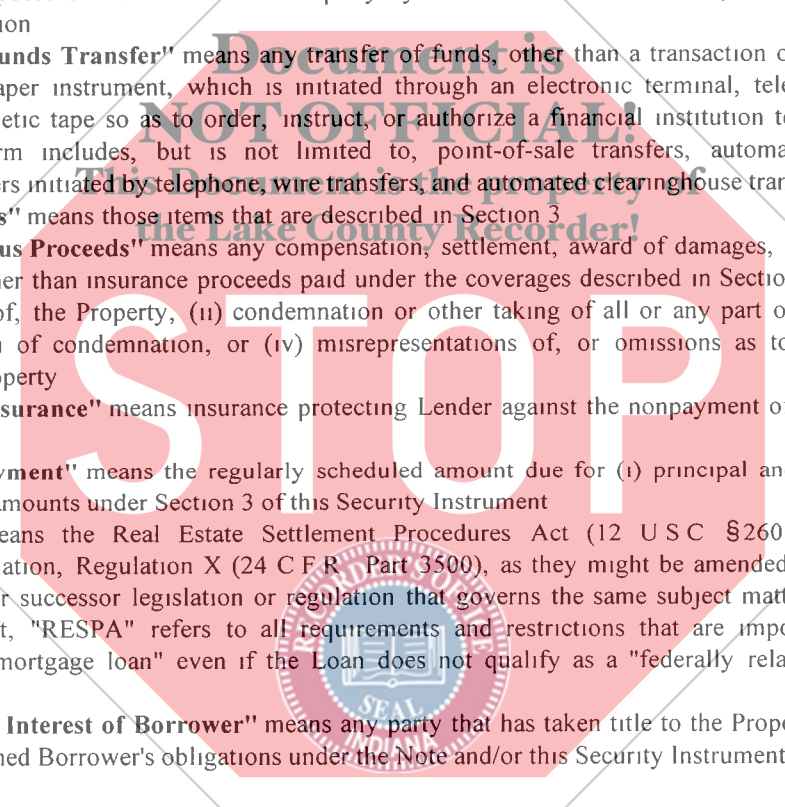 ion
unds Transfer" means any transfer of funds, other than a transaction o
aper instrument, which is initiated through an electronic terminal, tele
etic tape so as to order, instruct, or authorize a financial institution to
rm includes, but is not limited to, point-of-sale transfers, automa
ers initiated by telephone, wire transfers, and automated clearinghouse tran
s" means those items that are described in Section 3
us Proceeds" means any compensation, settlement, award of damages,
her than insurance proceeds paid under the coverages described in Sectio
of, the Property, (ii) condemnation or other taking of all or any part o
u of condemnation, or (iv) misrepresentations of, or omissions as to
operty
nsurance" means insurance protecting Lender against the nonpayment of
yment" means the regularly scheduled amount due for (i) principal an
amounts under Section 3 of this Security Instrument
eans the Real Estate Settlement Procedures Act (12 U S C §260
lation, Regulation X (24 C F R Part 3500), as they might be amended
r successor legislation or regulation that governs the same subject matt
t, "RESPA" refers to all requirements and restrictions that are impo
mortgage loan" even if the Loan does not qualify as a "federally rela
Interest of Borrower" means any party that has taken title to the Prope
ned Borrower's obligations under the Note and/or this Security Instrument
Document is
NOT OFFICIAL!
This Document is the property of
the Lake County Recorder!
STOP
RECORDER'S OFFICE
SEAL
INDIANA